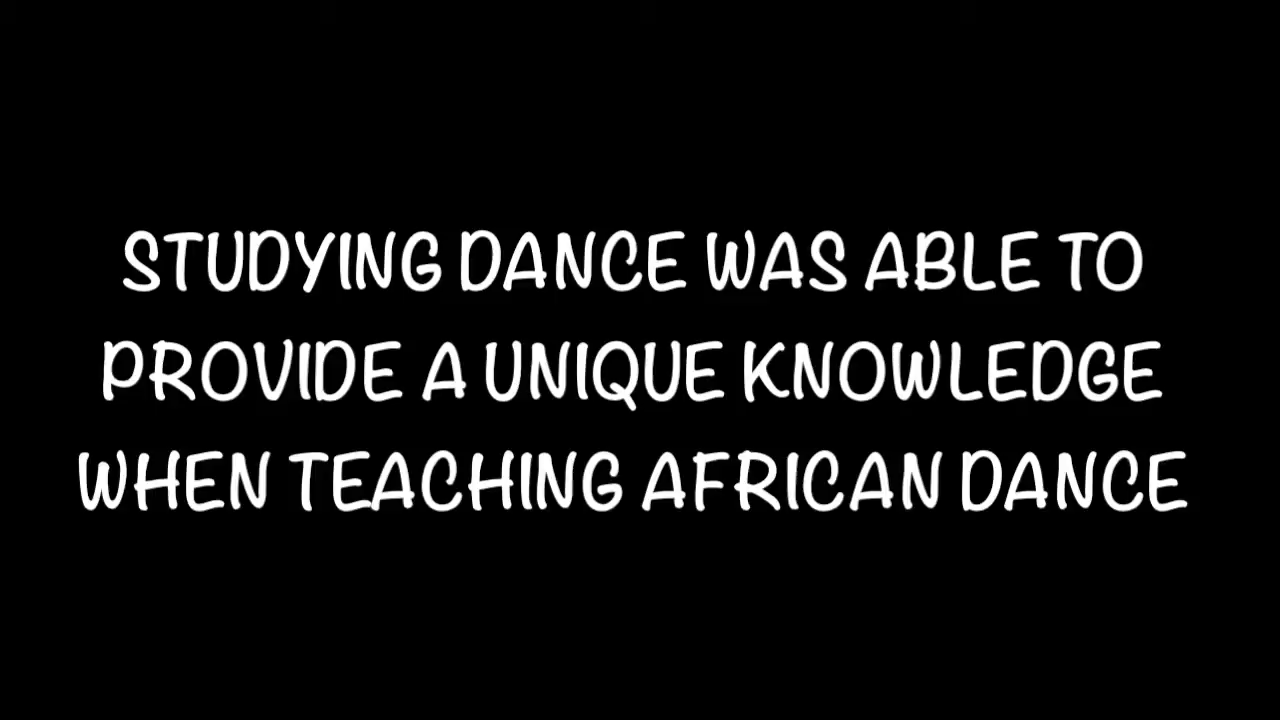 STUDYING DANCE WAS ABLE TO
PROVIDE A UNIQUE KNOWLEDGE
WHEN TEACHING AFRICAN DANCE